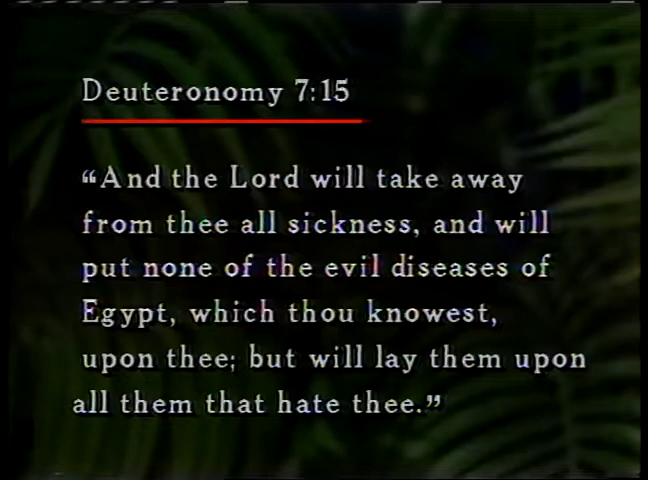 Deuteronomy 7:15
“And the Lord will take away
from thee all sickness, and will
put none of the evil diseases of
Egypt, which thou knowest,
upon thee; but will lay them upon
all them that hate thee.”